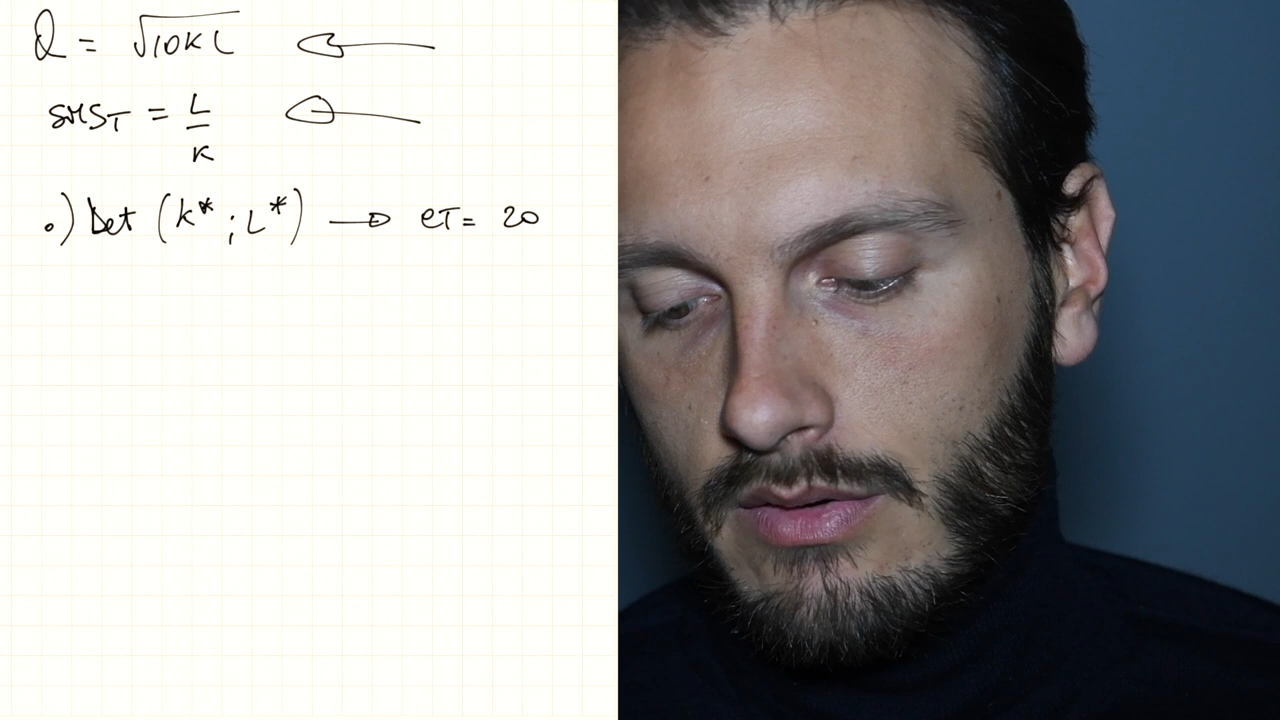 Q = √10KL
SMST = L/K
•) Det (K* ; L*) → CT = 20